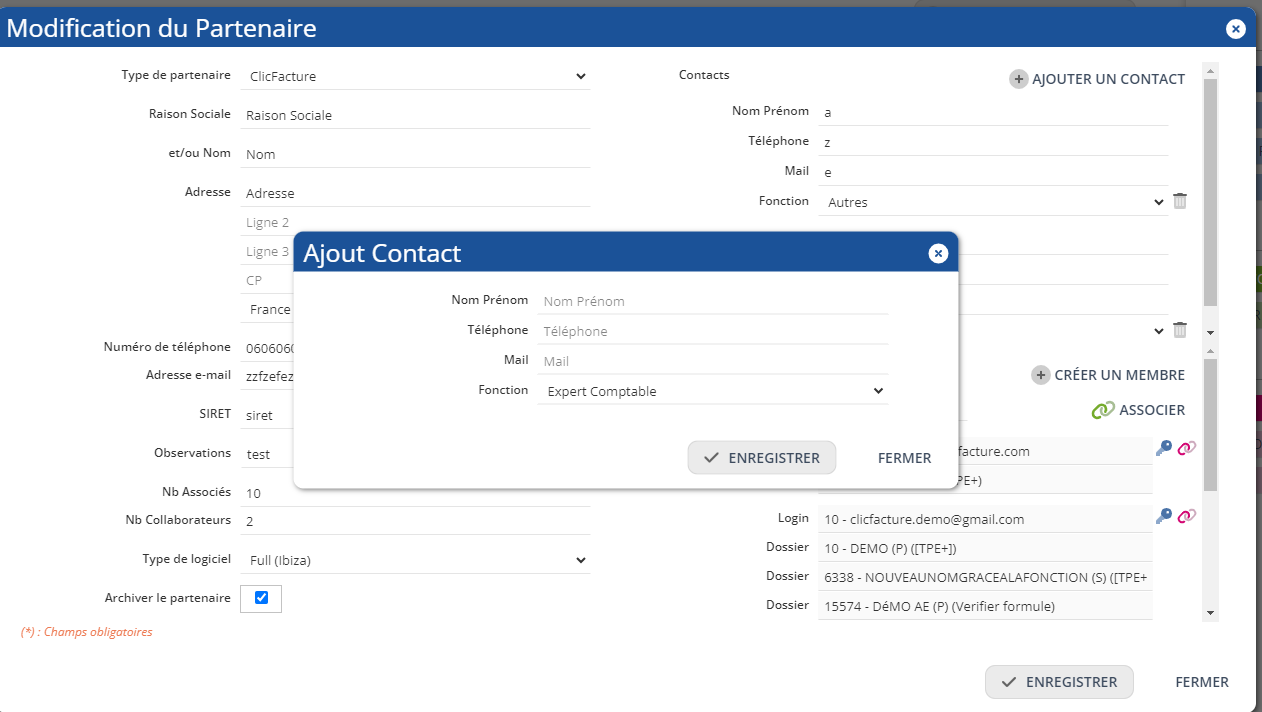 Modification du Partenaire
Type de partenaire ClicFacture
Raison Sociale Raison Sociale
et/ou Nom Nom
Adresse Adresse
Ligne 2
Ligne 3
CP
France
Numéro de téléphone 060606
Adresse e-mail zzfzefez
SIRET siret
Observations test
Nb Associés 10
Nb Collaborateurs 2
Type de logiciel Full (Ibiza)
Archiver le partenaire
(*) : Champs obligatoires
Contacts AJOUTER UN CONTACT
Nom Prénom a
Téléphone z
Mail e
Fonction Autres
Ajout Contact
Nom Prénom Nom Prénom
Téléphone Téléphone
Mail Mail
Fonction Expert Comptable
ENREGISTRER FERMER
CRÉER UN MEMBRE
ASSOCIER
facture.com
PE+)
Login 10 - clicfacture.demo@gmail.com
Dossier 10 - DEMO (P) ([TPE+])
Dossier 6338 - NOUVEAUNOMGRACEALAFONCTION (S) ([TPE+
Dossier 15574 - DéMO AE (P) (Verifier formule)
ENREGISTRER FERMER